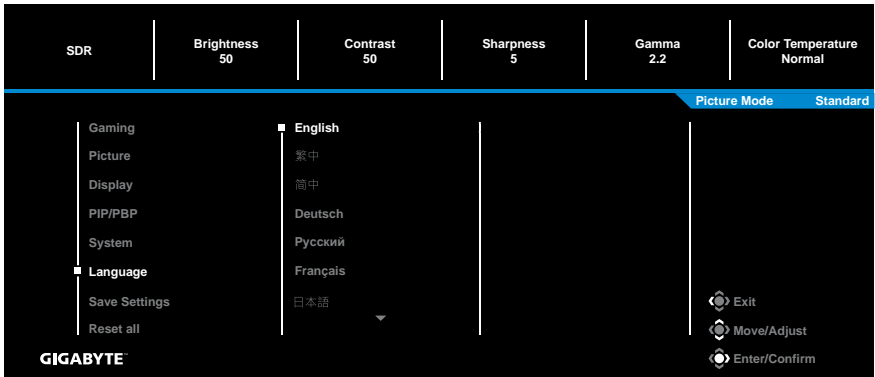 SDR
Brightness
50
Contrast
50
Sharpness
5
Gamma
2.2
Color Temperature
Normal
Picture Mode Standard
Gaming
Picture
Display
PIP/PBP
System
Language
Save Settings
Reset all
English
繁中
简中
Deutsch
Русский
Français
日本語
Exit
Move/Adjust
Enter/Confirm
GIGABYTE™